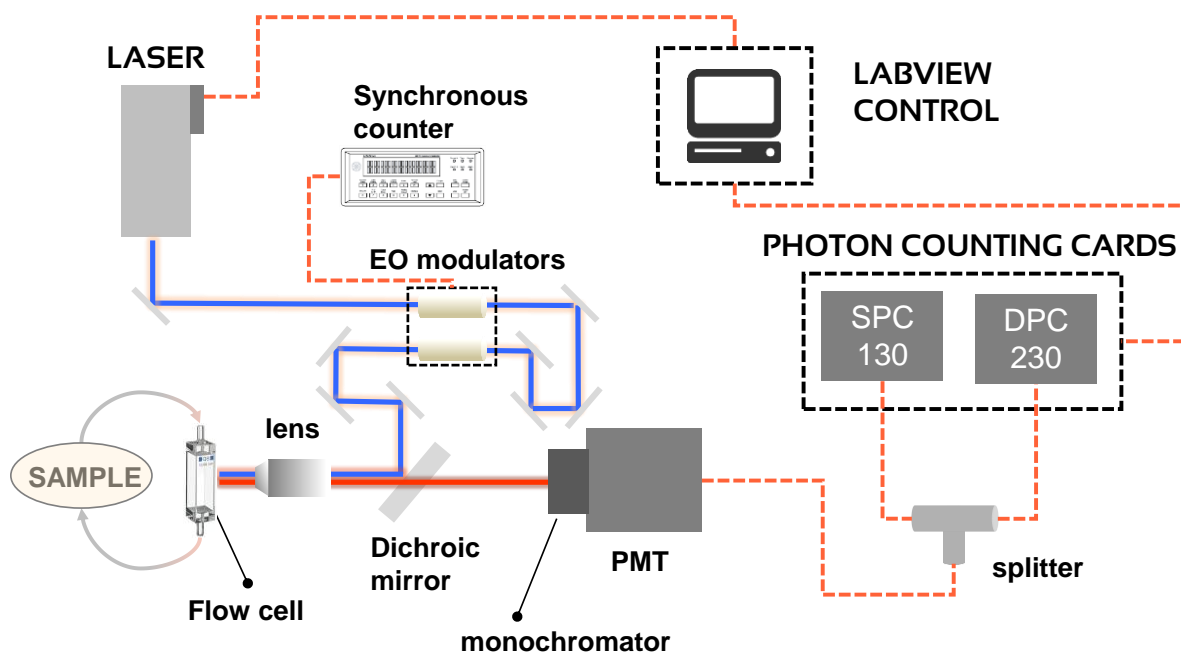 LASER
Synchronous
counter
LABVIEW
CONTROL
EO modulators
PHOTON COUNTING CARDS
SPC
130
DPC
230
lens
SAMPLE
Dichroic
mirror
PMT
splitter
Flow cell
monochromator